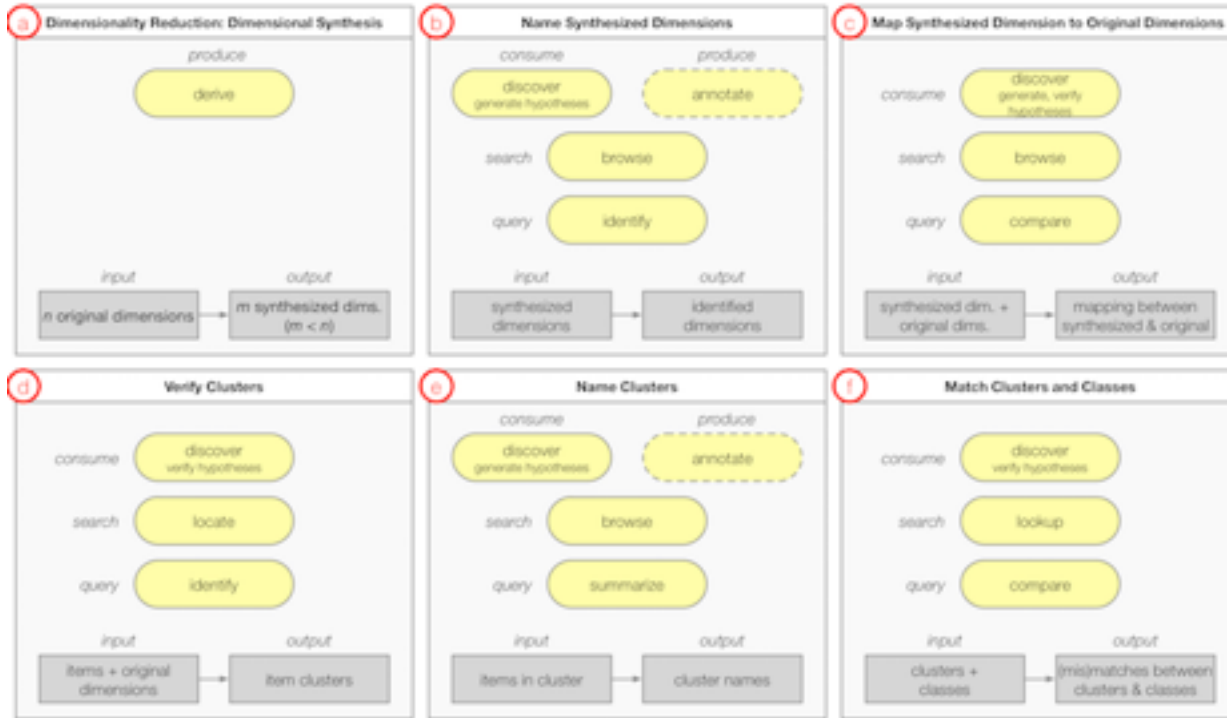 a Dimensionality Reduction: Dimensional Synthesis
produce
derive
input
output
n original dimensions
m synthesized dims.
(m < n)
b Name Synthesized Dimensions
consume
produce
discover
generate hypotheses
annotate
search
browse
query
identify
input
output
synthesized
dimensions
identified
dimensions
c Map Synthesized Dimension to Original Dimensions
consume
discover
generate, verify
hypotheses
search
browse
query
compare
input
output
synthesized dim. +
original dims.
mapping between
synthesized & original
d Verify Clusters
consume
discover
verify hypotheses
search
locate
query
identify
input
output
items + original
dimensions
item clusters
e Name Clusters
consume
produce
discover
generate hypotheses
annotate
search
browse
query
summarize
input
output
items in cluster
cluster names
f Match Clusters and Classes
consume
discover
verify hypotheses
search
lookup
query
compare
input
output
clusters +
classes
(mis)matches between
clusters & classes